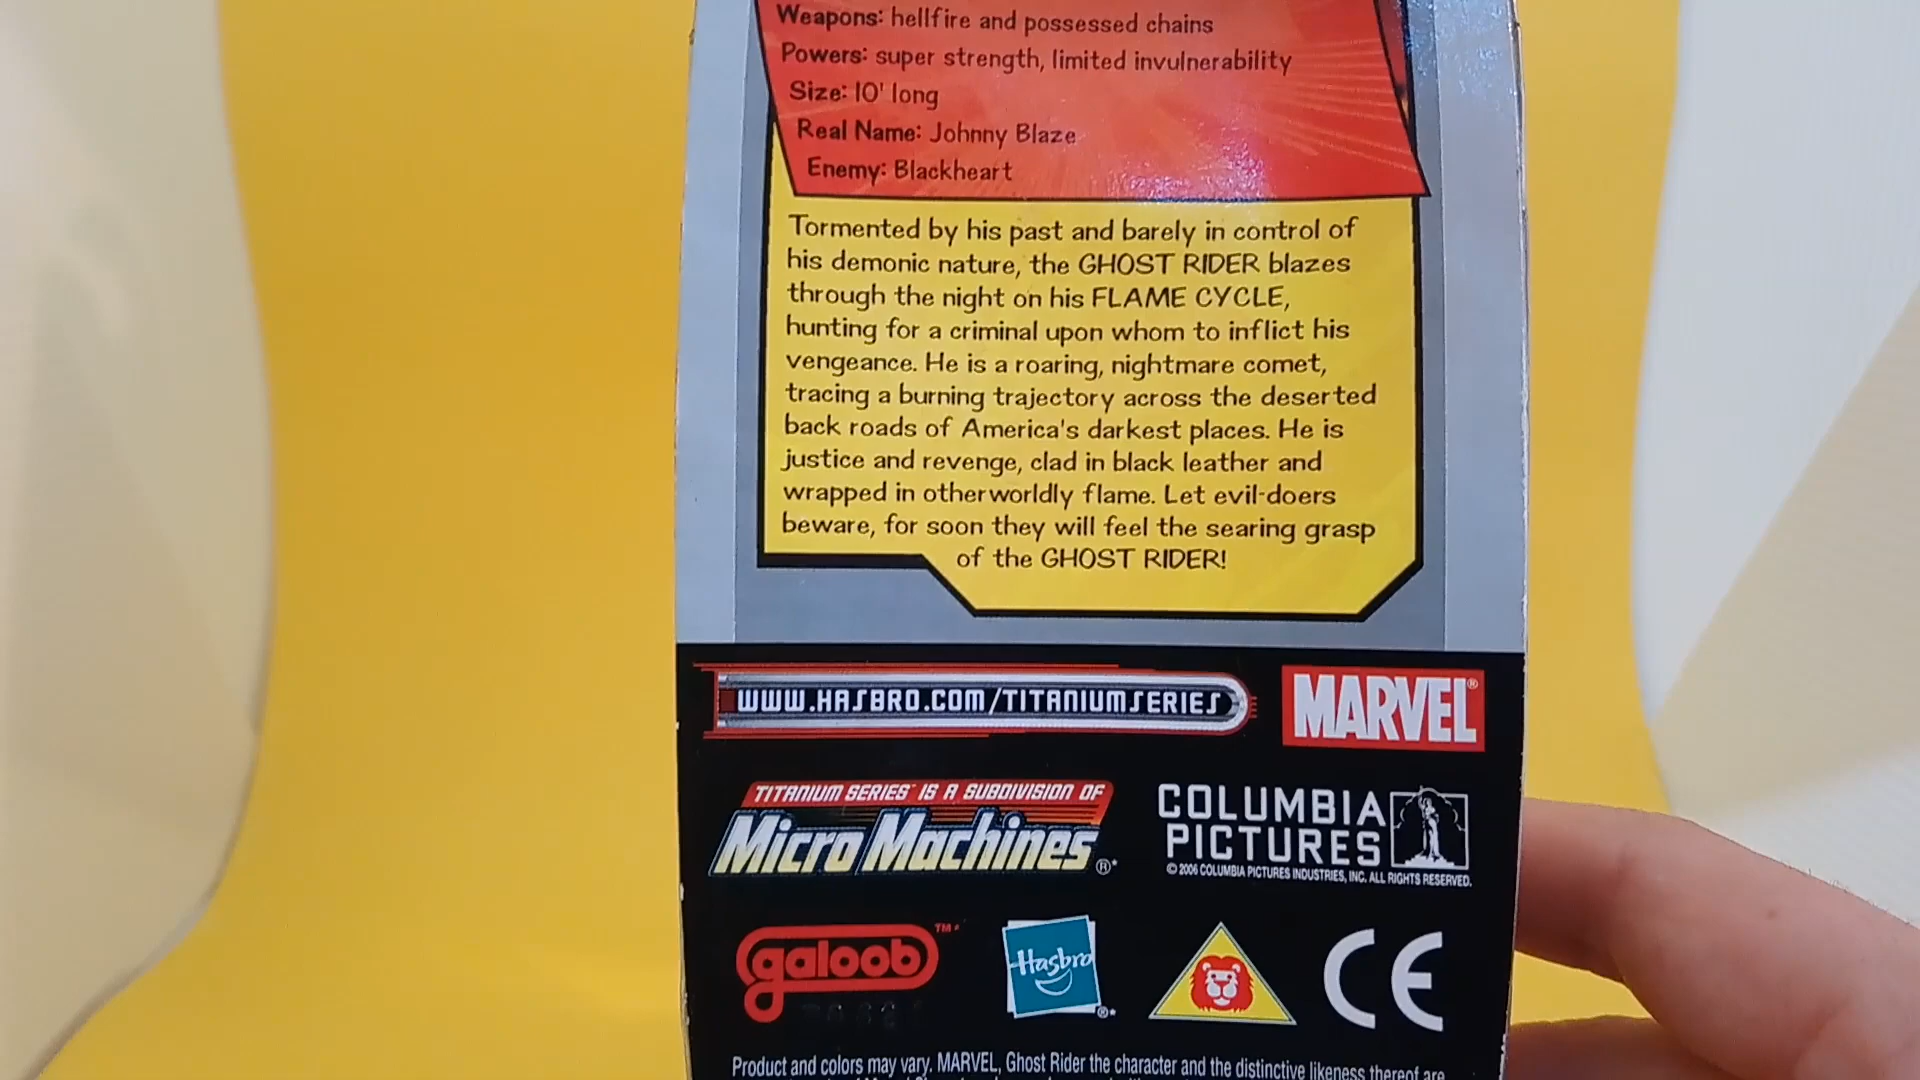 Weapons: hellfire and possessed chains
Powers: super strength, limited invulnerability
Size: 10' long
Real Name: Johnny Blaze
Enemy: Blackheart
Tormented by his past and barely in control of
his demonic nature, the GHOST RIDER blazes
through the night on his FLAME CYCLE,
hunting for a criminal upon whom to inflict his
vengeance. He is a roaring, nightmare comet,
tracing a burning trajectory across the deserted
back roads of America's darkest places. He is
justice and revenge, clad in black leather and
wrapped in otherworldly flame. Let evil-doers
beware, for soon they will feel the searing grasp
of the GHOST RIDER!
WWW.HASBRO.COM/TITANIUMSERIES
MARVEL®
TITANIUM SERIES™ IS A SUBDIVISION OF
Micro Machines®*
COLUMBIA
PICTURES
© 2006 COLUMBIA PICTURES INDUSTRIES, INC. ALL RIGHTS RESERVED.
galoob™*
Hasbro®*
CE
Product and colors may vary. MARVEL, Ghost Rider the character and the distinctive likeness thereof are